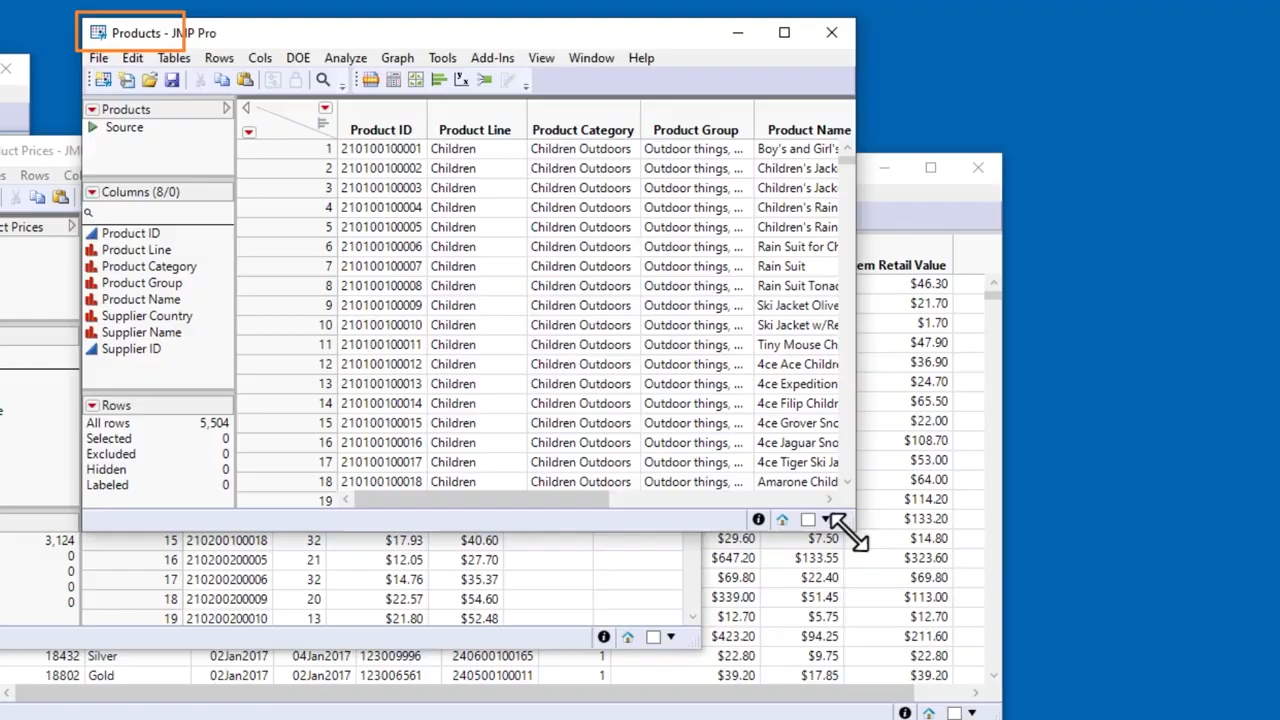 Products - JMP Pro
File Edit Tables Rows Cols DOE Analyze Graph Tools Add-Ins View Window Help
Products
Source
Columns (8/0)
Product ID
Product Line
Product Category
Product Group
Product Name
Supplier Country
Supplier Name
Supplier ID
Rows
All rows 5,504
Selected 0
Excluded 0
Hidden 0
Labeled 0
Product ID Product Line Product Category Product Group Product Name
1 210100100001 Children Children Outdoors Outdoor things, ... Boy's and Girl's
2 210100100002 Children Children Outdoors Outdoor things, ... Children's Jack
3 210100100003 Children Children Outdoors Outdoor things, ... Children's Jack
4 210100100004 Children Children Outdoors Outdoor things, ... Children's Rain
5 210100100005 Children Children Outdoors Outdoor things, ... Children's Rain
6 210100100006 Children Children Outdoors Outdoor things, ... Rain Suit for Ch
7 210100100007 Children Children Outdoors Outdoor things, ... Rain Suit
8 210100100008 Children Children Outdoors Outdoor things, ... Rain Suit Tonac
9 210100100009 Children Children Outdoors Outdoor things, ... Ski Jacket Olive
10 210100100010 Children Children Outdoors Outdoor things, ... Ski Jacket w/Re
11 210100100011 Children Children Outdoors Outdoor things, ... Tiny Mouse Ch
12 210100100012 Children Children Outdoors Outdoor things, ... 4ce Ace Childre
13 210100100013 Children Children Outdoors Outdoor things, ... 4ce Expedition
14 210100100014 Children Children Outdoors Outdoor things, ... 4ce Filip Childr
15 210100100015 Children Children Outdoors Outdoor things, ... 4ce Grover Sno
16 210100100016 Children Children Outdoors Outdoor things, ... 4ce Jaguar Sno
17 210100100017 Children Children Outdoors Outdoor things, ... 4ce Tiger Ski Ja
18 210100100018 Children Children Outdoors Outdoor things, ... Amarone Child
19
duct Prices - JM
s Rows Co
ct Prices
e
3,124
0
0
0
0
15 210200100018 32 $17.93 $40.60
16 210200200005 21 $12.05 $27.70
17 210200200006 32 $14.76 $35.37
18 210200200009 20 $22.57 $54.60
19 210200200010 13 $21.80 $52.48
em Retail Value
$46.30
$21.70
$1.70
$47.90
$36.90
$24.70
$65.50
$22.00
$108.70
$53.00
$64.00
$114.20
$133.20
$29.60 $7.50 $14.80
$647.20 $133.55 $323.60
$69.80 $22.40 $69.80
$339.00 $51.45 $113.00
$12.70 $5.75 $12.70
$423.20 $94.25 $211.60
18432 Silver 02Jan2017 04Jan2017 123009996 240600100165 1 $22.80 $9.75 $22.80
18802 Gold 02Jan2017 02Jan2017 123006561 240500100011 1 $39.20 $17.85 $39.20